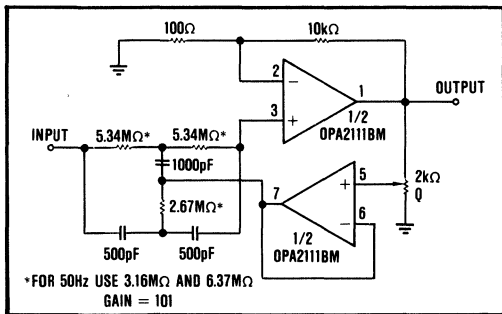 100Ω 10kΩ
2 − 1 OUTPUT
INPUT 3 + 1/2
5.34MΩ* 5.34MΩ* OPA2111BM
1000pF
2.67MΩ* 7 + 5 2kΩ
− 6 Q
500pF 500pF 1/2
OPA2111BM
*FOR 50Hz USE 3.16MΩ AND 6.37MΩ
GAIN = 101